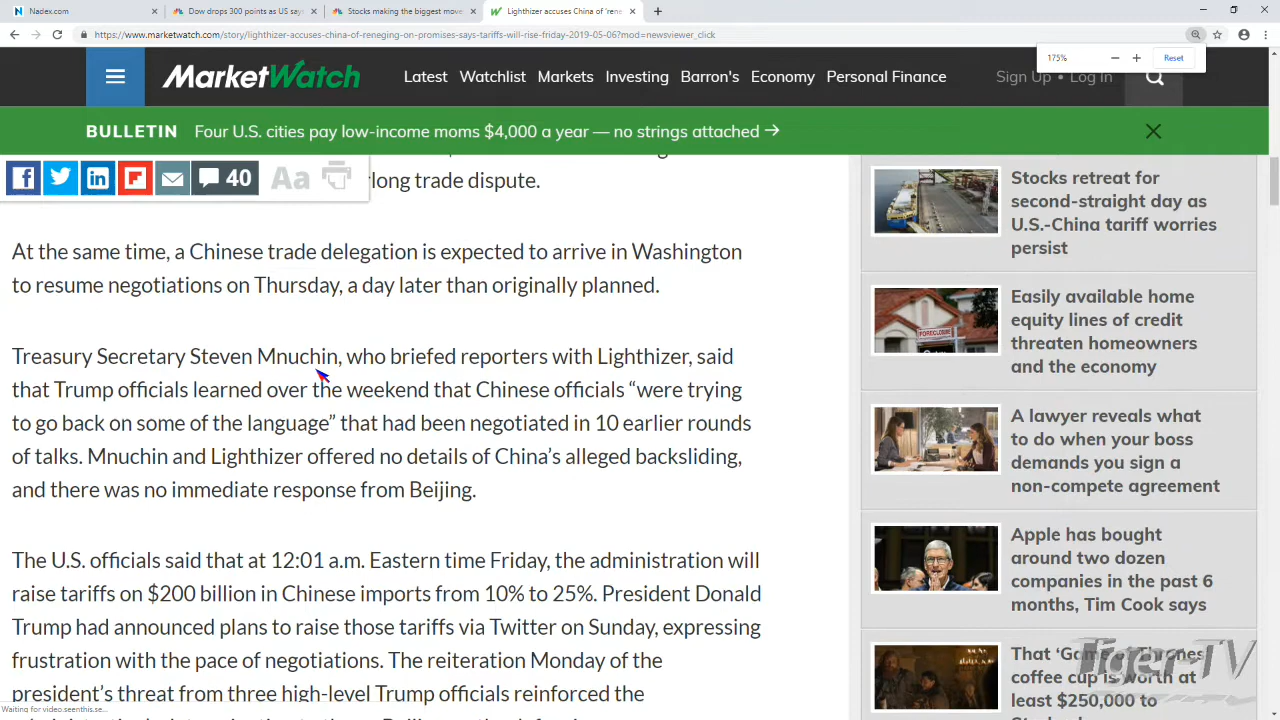 Nadex.com
Dow drops 300 points as US say
Stocks making the biggest move
Lighthizer accuses China of 'rene
https://www.marketwatch.com/story/lighthizer-accuses-china-of-reneging-on-promises-says-tariffs-will-rise-friday-2019-05-06?mod=newsviewer_click
175%
Reset
MarketWatch
Latest Watchlist Markets Investing Barron's Economy Personal Finance
Sign Up • Log In
BULLETIN Four U.S. cities pay low-income moms $4,000 a year — no strings attached →
40
Aa
long trade dispute.
At the same time, a Chinese trade delegation is expected to arrive in Washington
to resume negotiations on Thursday, a day later than originally planned.
Treasury Secretary Steven Mnuchin, who briefed reporters with Lighthizer, said
that Trump officials learned over the weekend that Chinese officials “were trying
to go back on some of the language” that had been negotiated in 10 earlier rounds
of talks. Mnuchin and Lighthizer offered no details of China’s alleged backsliding,
and there was no immediate response from Beijing.
The U.S. officials said that at 12:01 a.m. Eastern time Friday, the administration will
raise tariffs on $200 billion in Chinese imports from 10% to 25%. President Donald
Trump had announced plans to raise those tariffs via Twitter on Sunday, expressing
frustration with the pace of negotiations. The reiteration Monday of the
president’s threat from three high-level Trump officials reinforced the
Waiting for video.seenthis.se...
Stocks retreat for
second-straight day as
U.S.-China tariff worries
persist
FORECLOSURE
Easily available home
equity lines of credit
threaten homeowners
and the economy
A lawyer reveals what
to do when your boss
demands you sign a
non-compete agreement
Apple has bought
around two dozen
companies in the past 6
months, Tim Cook says
That ‘Game of Thrones
coffee cup is worth at
least $250,000 to
Tiger-TV